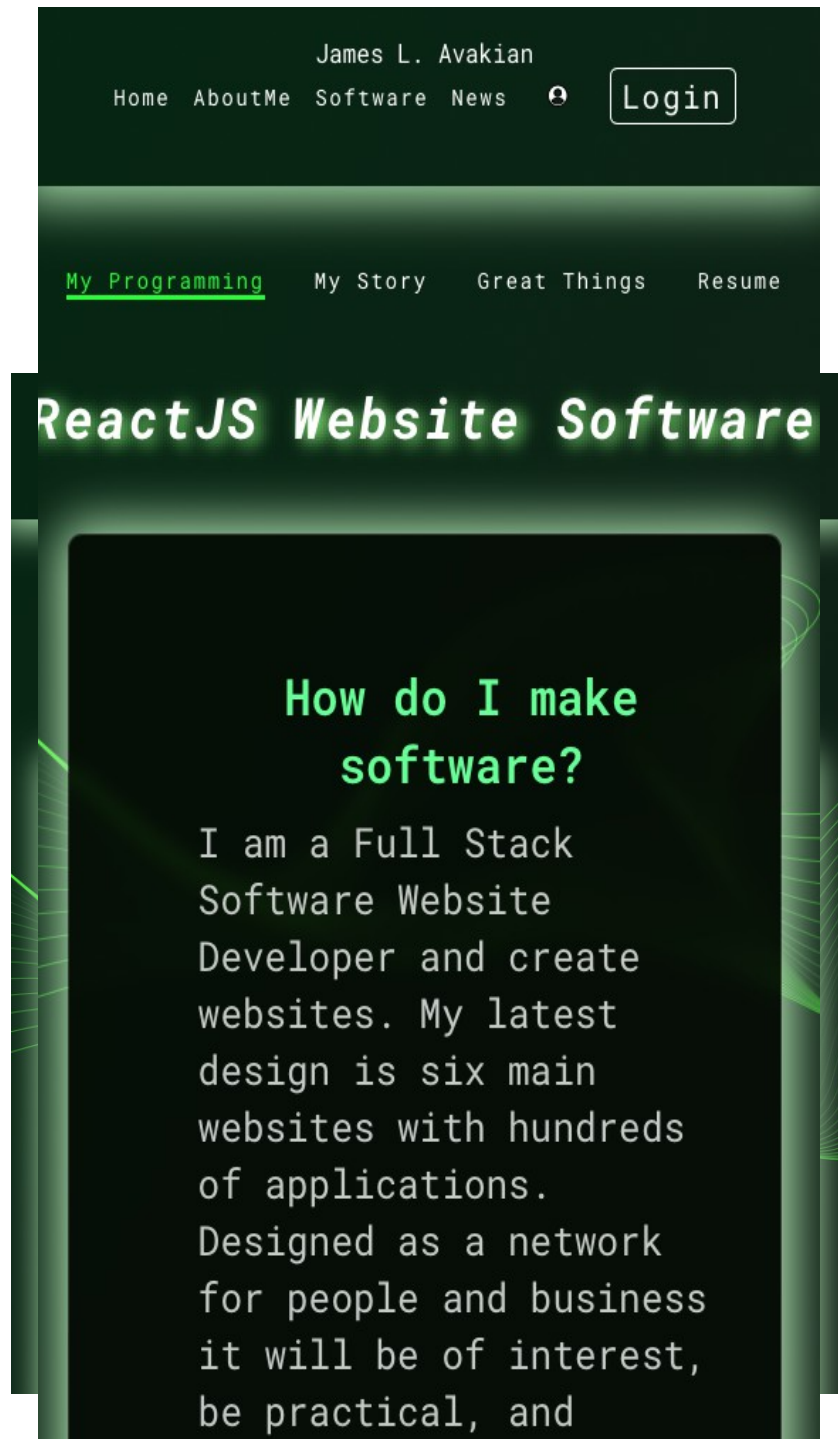 James L. Avakian
Home AboutMe Software News Login
My Programming My Story Great Things Resume
ReactJS Website Software
How do I make
software?
I am a Full Stack
Software Website
Developer and create
websites. My latest
design is six main
websites with hundreds
of applications.
Designed as a network
for people and business
it will be of interest,
be practical, and